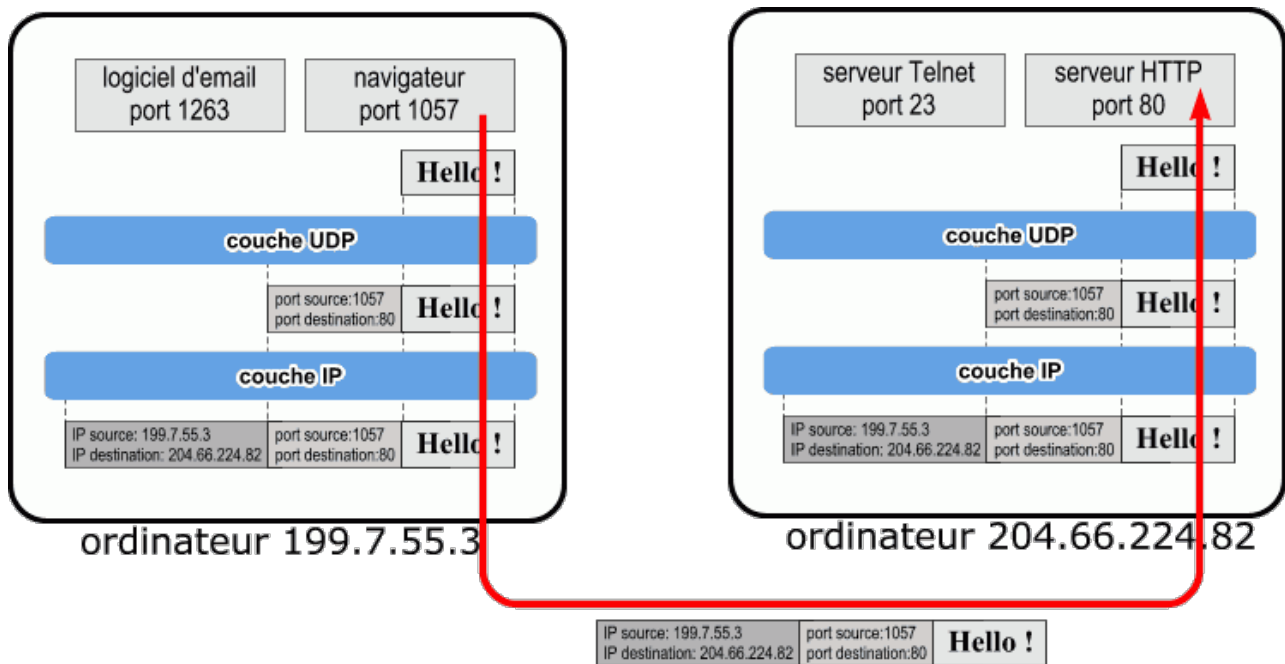 logiciel d'email
port 1263
navigateur
port 1057
Hello !
couche UDP
port source:1057
port destination:80
Hello !
couche IP
IP source: 199.7.55.3
IP destination: 204.66.224.82
port source:1057
port destination:80
Hello !
ordinateur 199.7.55.3
serveur Telnet
port 23
serveur HTTP
port 80
Hello !
couche UDP
port source:1057
port destination:80
Hello !
couche IP
IP source: 199.7.55.3
IP destination: 204.66.224.82
port source:1057
port destination:80
Hello !
ordinateur 204.66.224.82
IP source: 199.7.55.3
IP destination: 204.66.224.82
port source:1057
port destination:80
Hello !